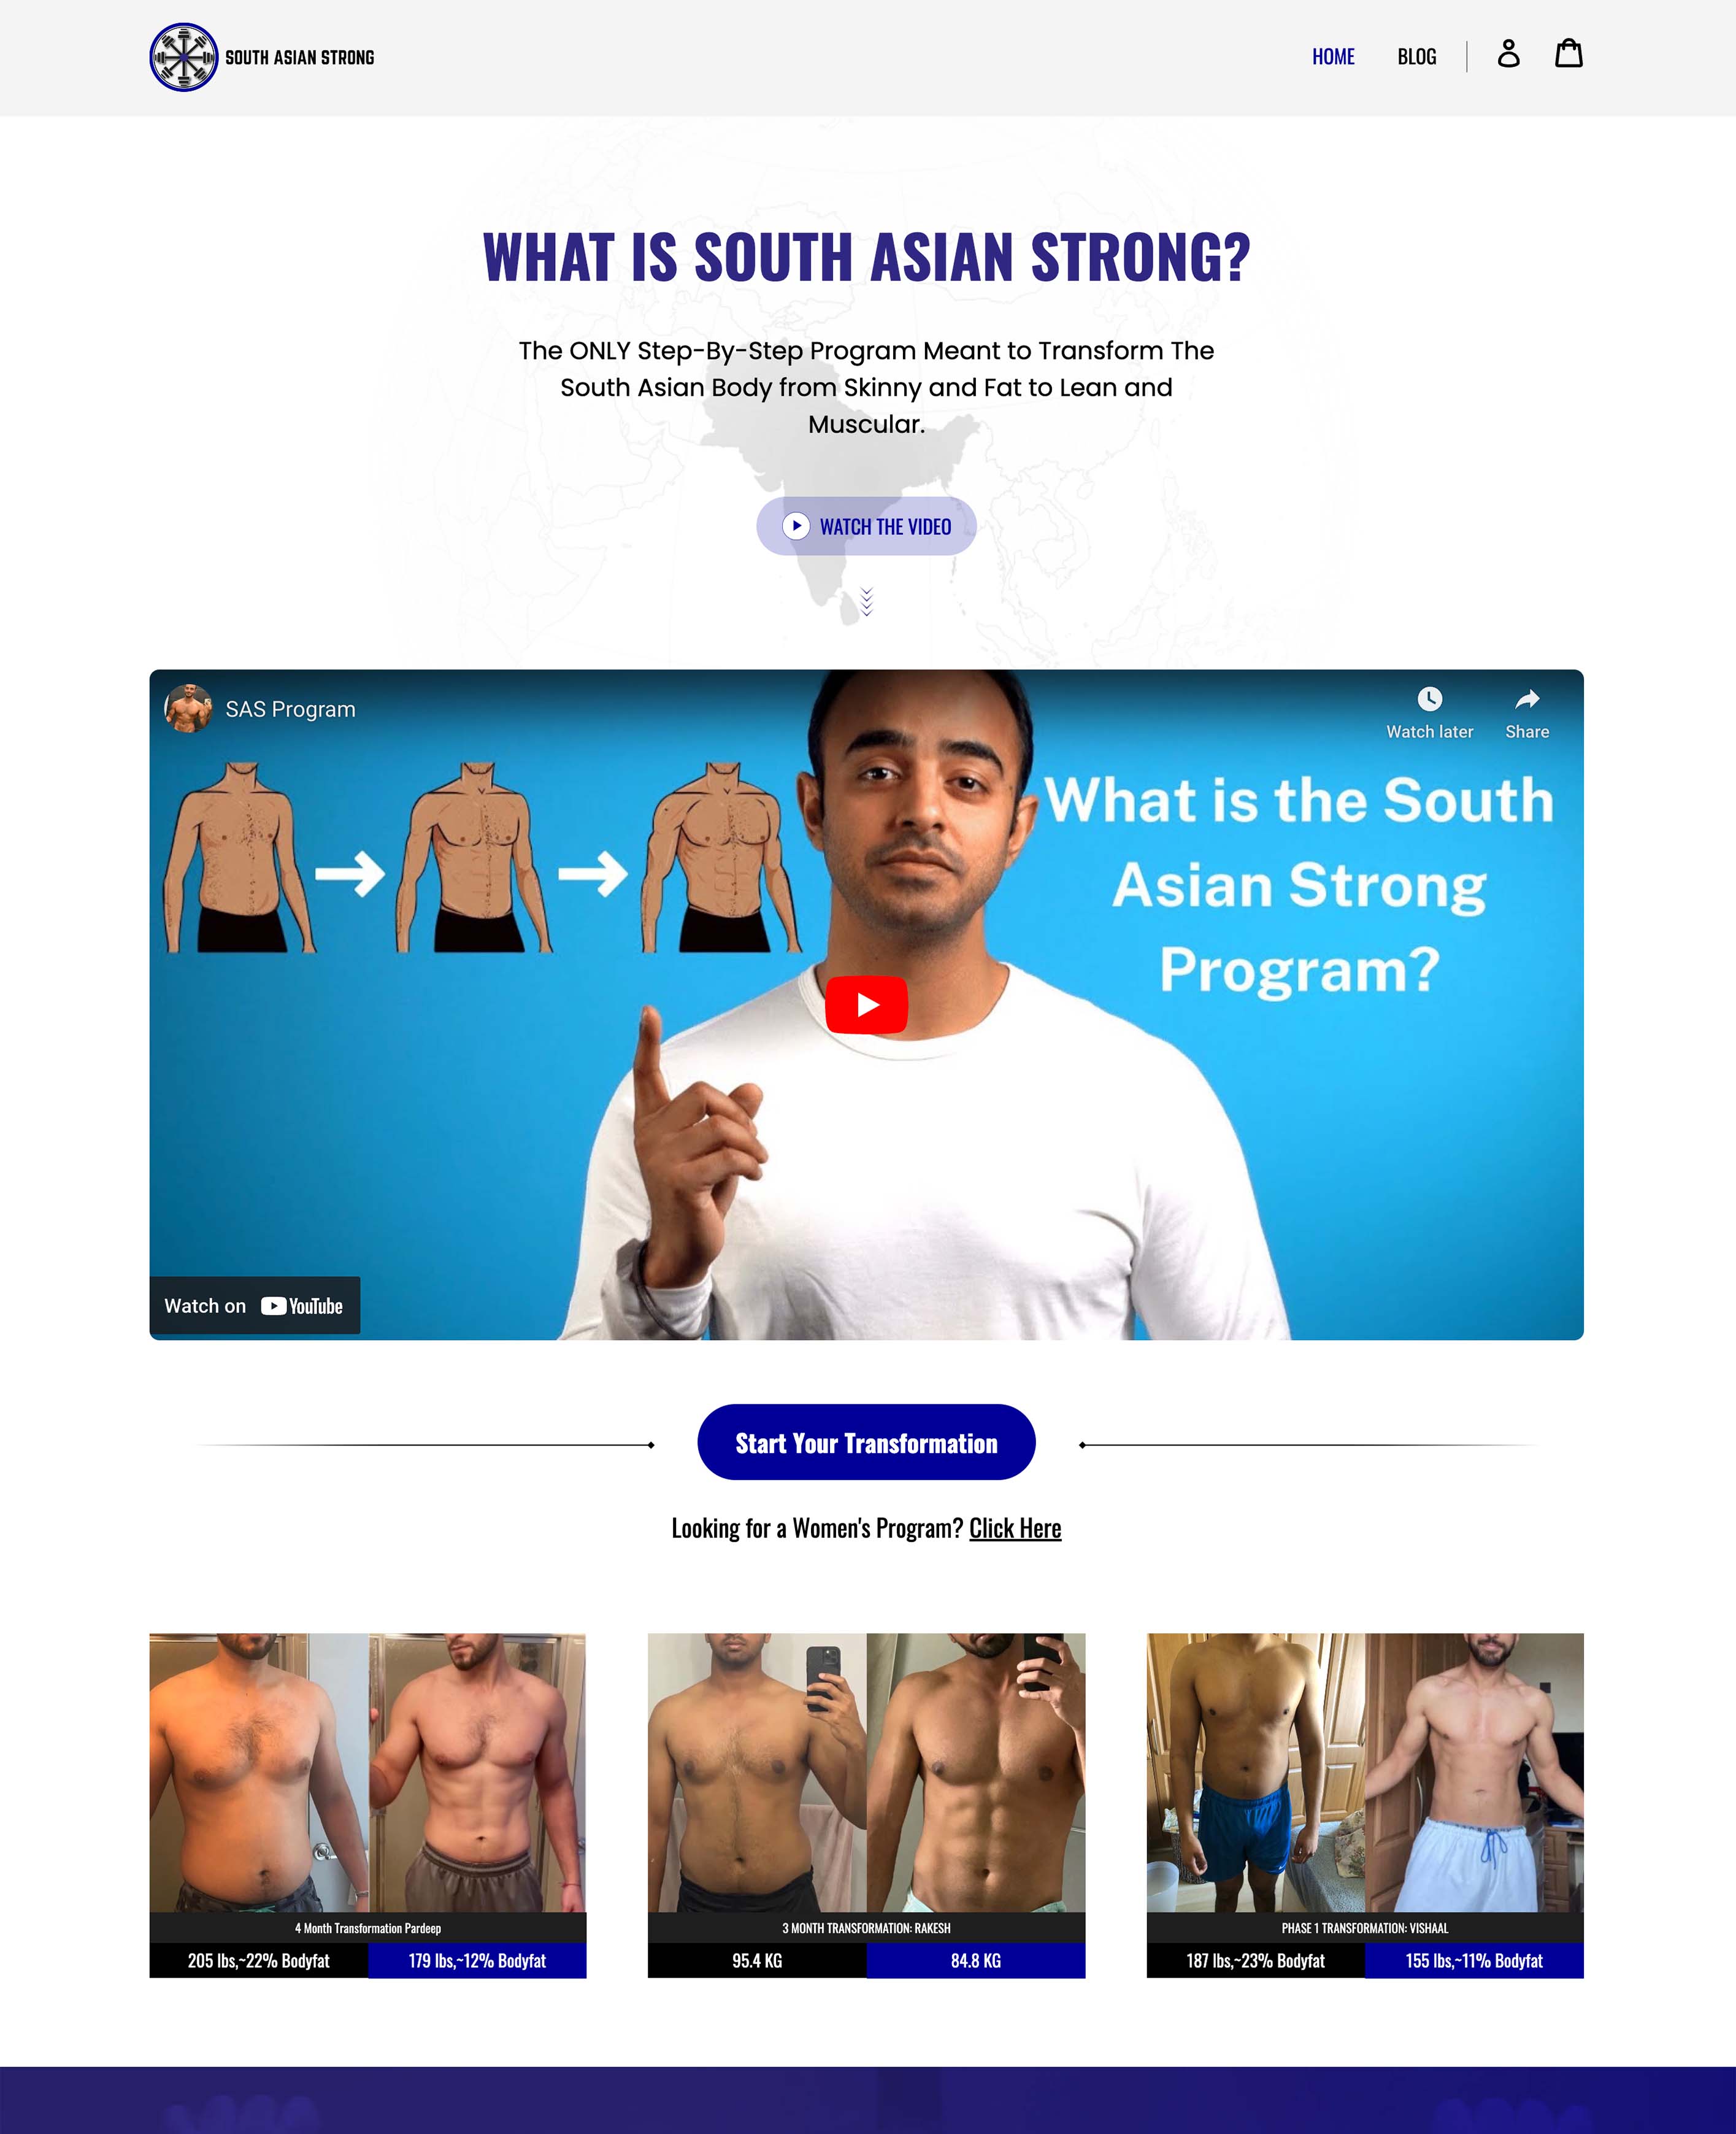 SOUTH ASIAN STRONG
HOME
BLOG
WHAT IS SOUTH ASIAN STRONG?
The ONLY Step-By-Step Program Meant to Transform The
South Asian Body from Skinny and Fat to Lean and
Muscular.
WATCH THE VIDEO
SAS Program
Watch later
Share
What is the South
Asian Strong
Program?
Watch on YouTube
Start Your Transformation
Looking for a Women's Program? Click Here
4 Month Transformation Pardeep
205 lbs,~22% Bodyfat
179 lbs,~12% Bodyfat
3 MONTH TRANSFORMATION: RAKESH
95.4 KG
84.8 KG
PHASE 1 TRANSFORMATION: VISHAAL
187 lbs,~23% Bodyfat
155 lbs,~11% Bodyfat